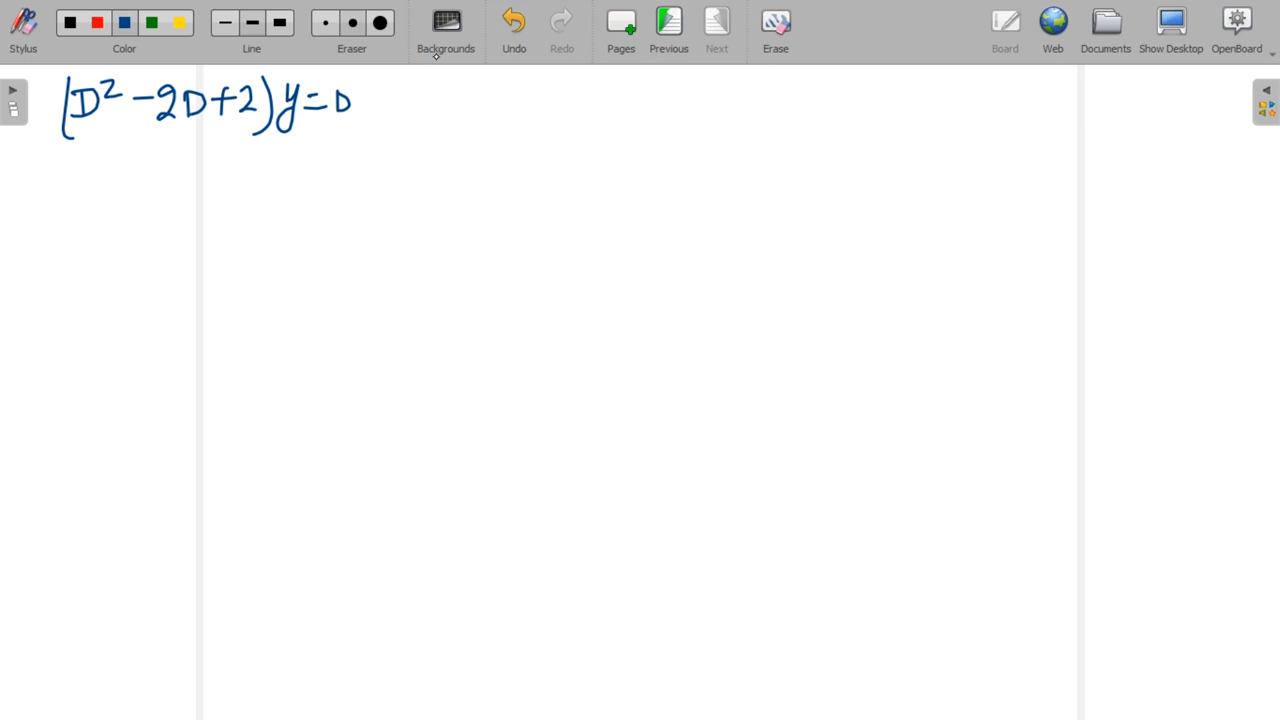 Stylus Color Line Eraser Backgrounds Undo Redo Pages Previous Next Erase Board Web Documents Show Desktop OpenBoard
(D² -2D+2)y=D